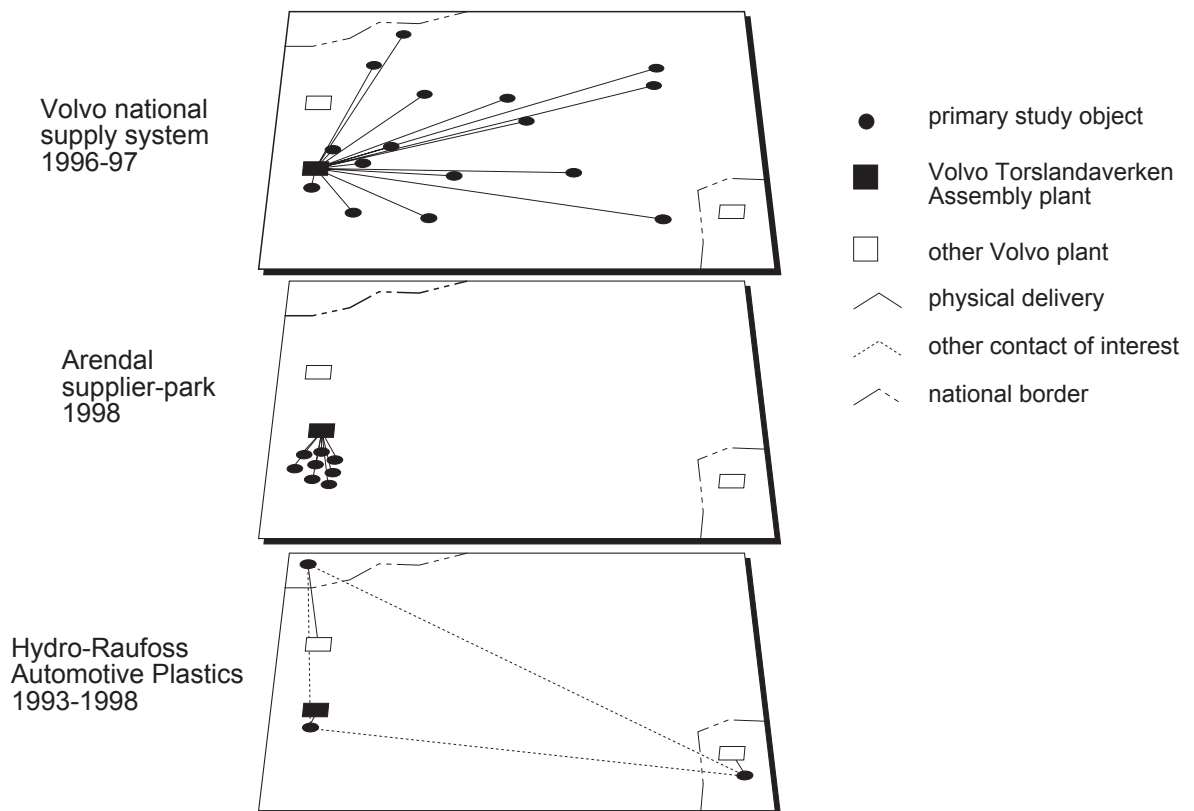 Volvo national
supply system
1996-97
primary study object
Volvo Torslandaverken
Assembly plant
other Volvo plant
physical delivery
other contact of interest
national border
Arendal
supplier-park
1998
Hydro-Raufoss
Automotive Plastics
1993-1998